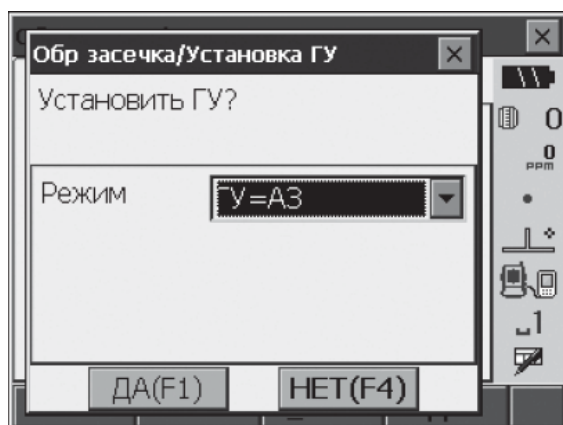 Обр засечка/Установка ГУ
Установить ГУ?
0
0
ppm
Режим
ГУ=АЗ
1
ДА(F1)
НЕТ(F4)